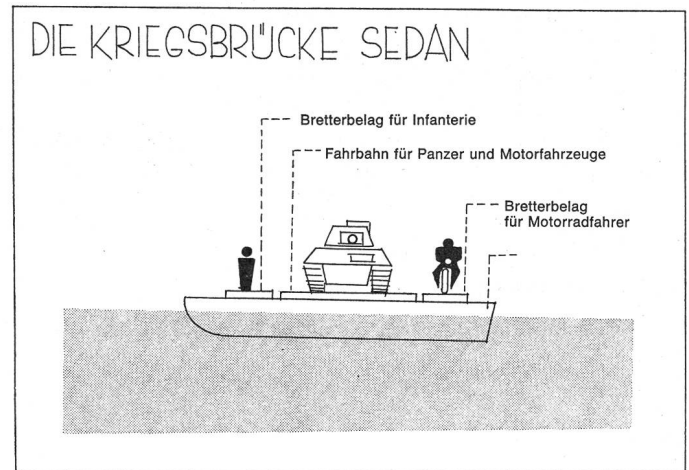 DIE KRIEGSBRÜCKE SEDAN
Bretterbelag für Infanterie
Fahrbahn für Panzer und Motorfahrzeuge
Bretterbelag
für Motorradfahrer